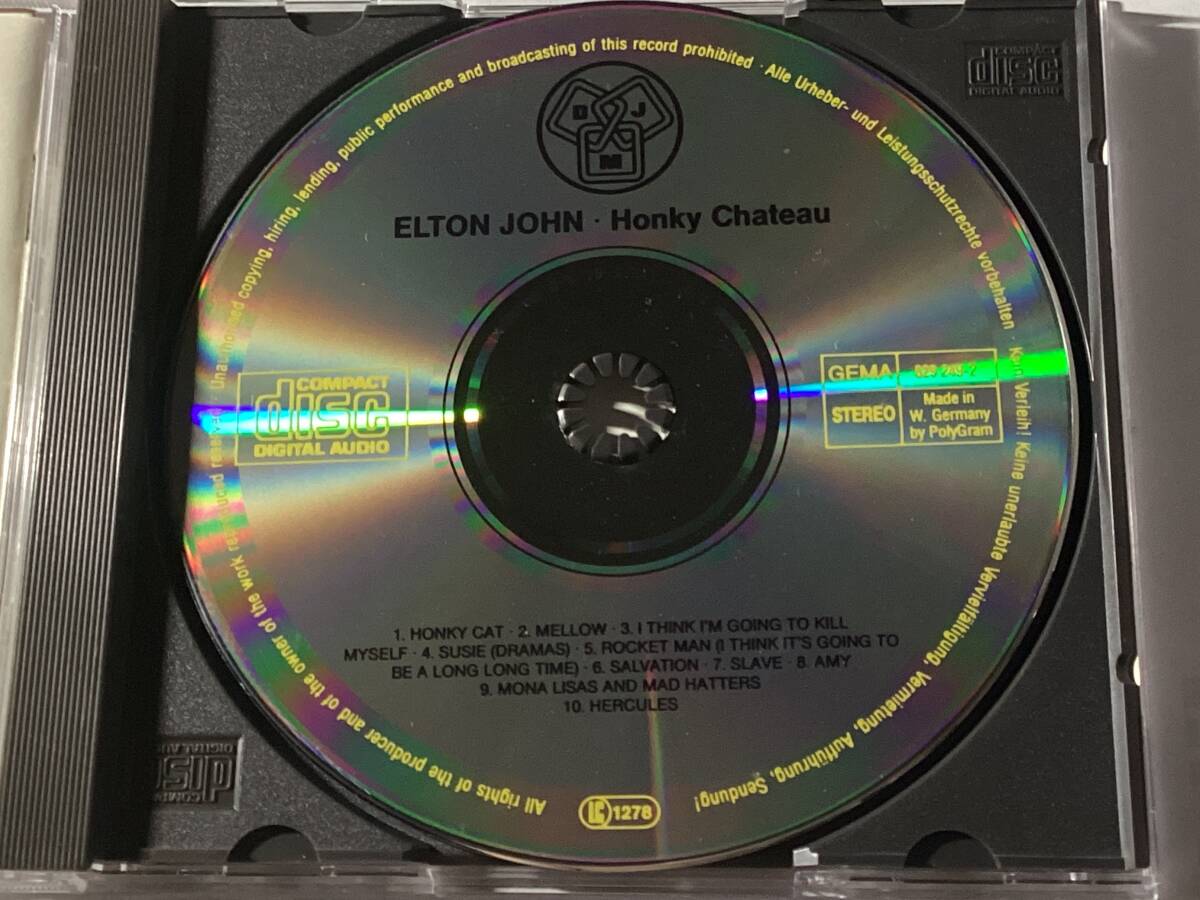 COMPACT
disc
DIGITAL AUDIO
D J
M
ELTON JOHN · Honky Chateau
COMPACT
disc
DIGITAL AUDIO
GEMA
STEREO
Made in
W. Germany
by PolyGram
1. HONKY CAT · 2. MELLOW · 3. I THINK I'M GOING TO KILL
MYSELF · 4. SUSIE (DRAMAS) · 5. ROCKET MAN (I THINK IT'S GOING TO
BE A LONG LONG TIME) · 6. SALVATION · 7. SLAVE · 8. AMY
9. MONA LISAS AND MAD HATTERS
10. HERCULES
LC 1276
All rights of the producer and of the owner of the work reproduced reserved · Unauthorised copying, hiring, lending, public performance and broadcasting of this record prohibited · Alle Urheber- und Leistungsschutzrechte vorbehalten · Kein Verleih! Keine unerlaubte Vervielfältigung, Vermietung, Aufführung, Sendung!
disc